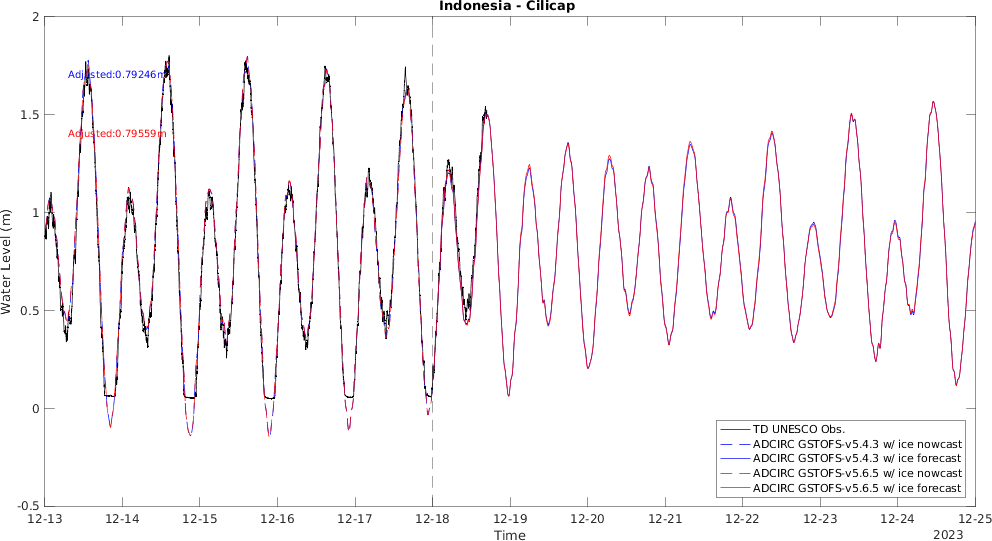 Indonesia - Cilicap
Water Level (m)
2
1.5
1
0.5
0
-0.5
Adjusted:0.79246m
Adjusted:0.79559m
TD UNESCO Obs.
ADCIRC GSTOFS-v5.4.3 w/ ice nowcast
ADCIRC GSTOFS-v5.4.3 w/ ice forecast
ADCIRC GSTOFS-v5.6.5 w/ ice nowcast
ADCIRC GSTOFS-v5.6.5 w/ ice forecast
12-13 12-14 12-15 12-16 12-17 12-18 12-19 12-20 12-21 12-22 12-23 12-24 12-25
Time
2023